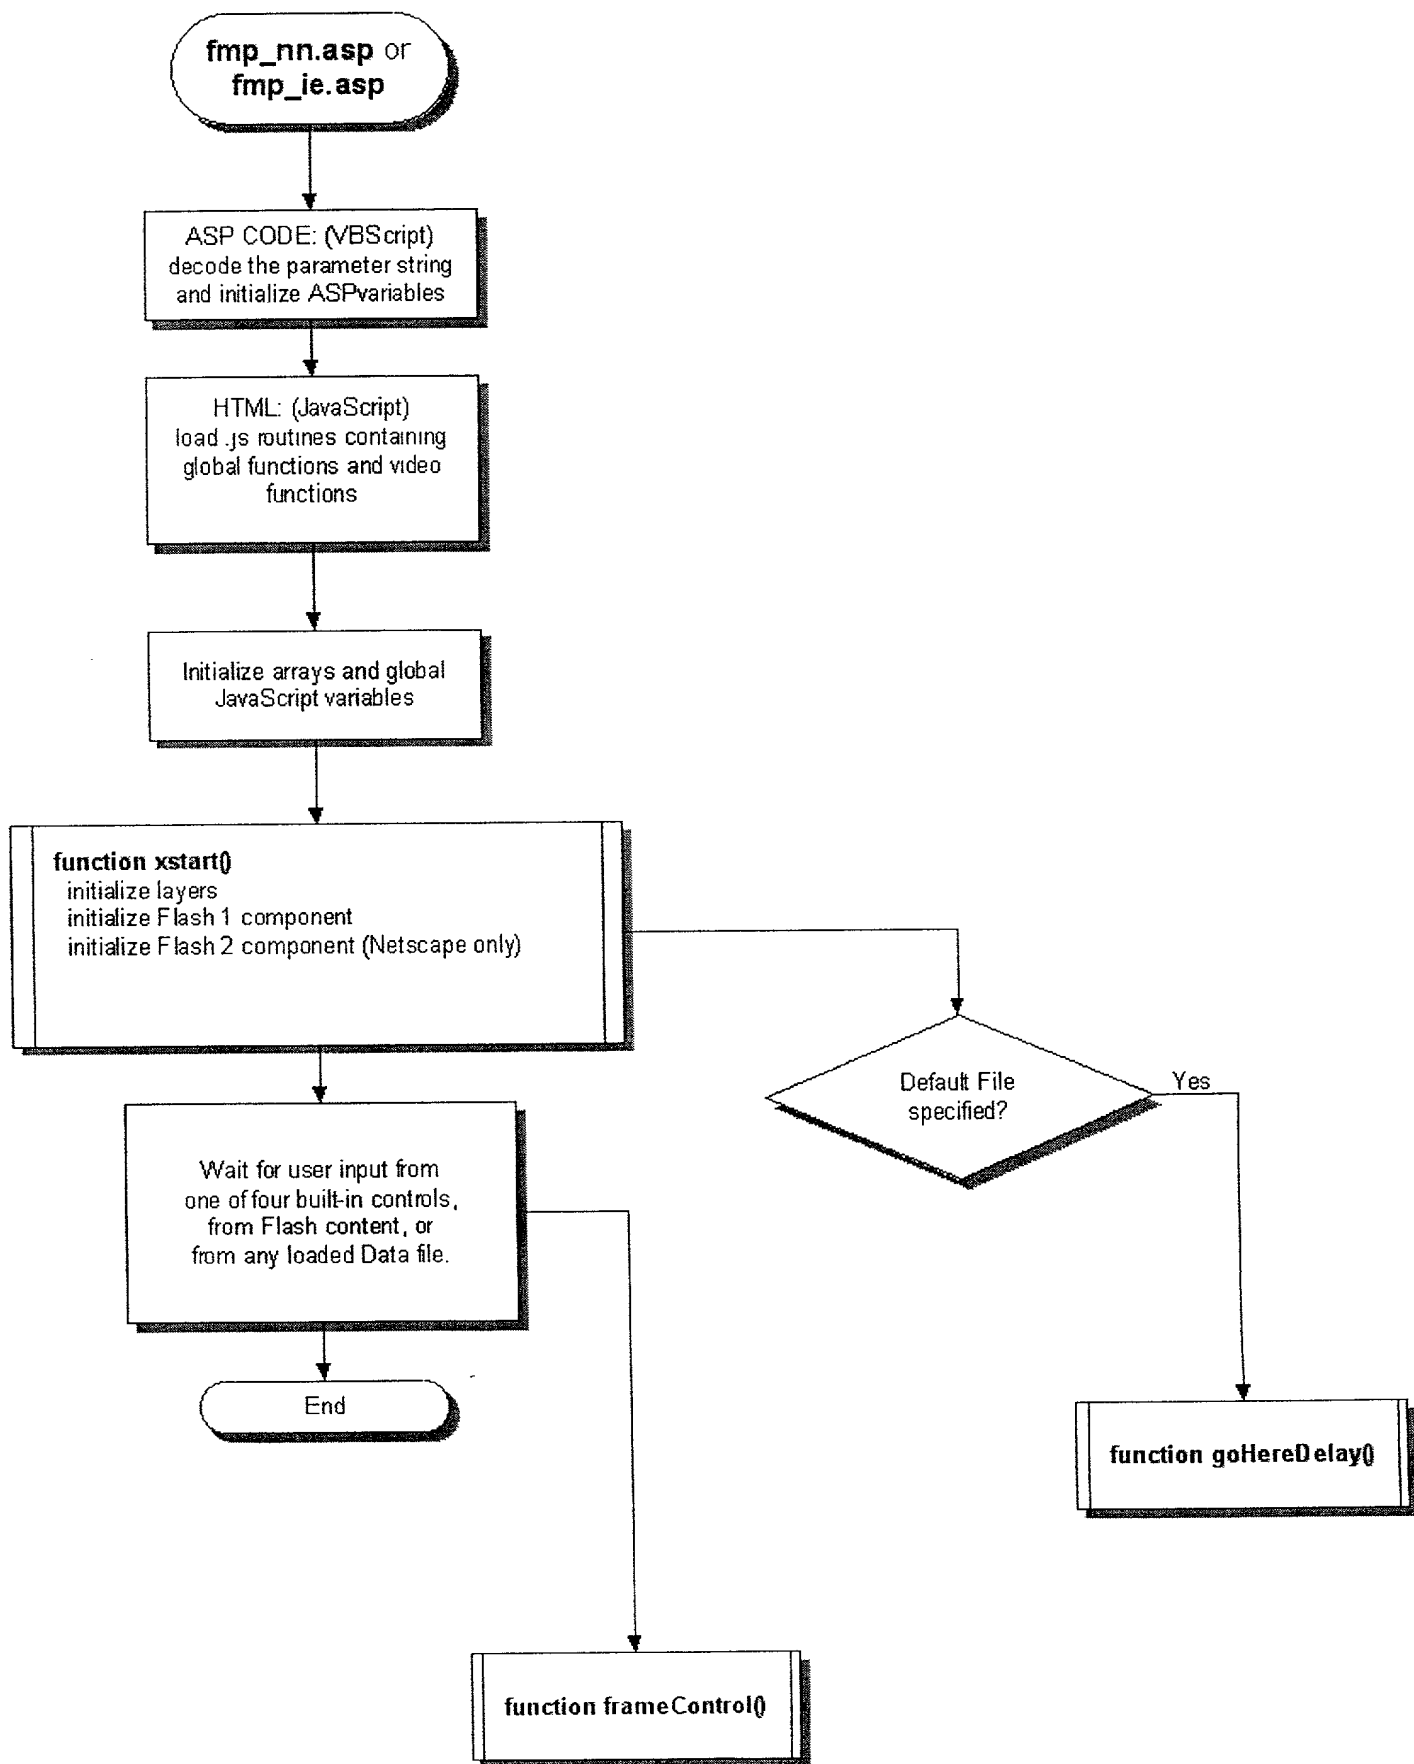 fmp_nn.asp or
fmp_ie.asp
ASP CODE: (VBScript)
decode the parameter string
and initialize ASPvariables
HTML: (JavaScript)
load .js routines containing
global functions and video
functions
Initialize arrays and global
JavaScript variables
function xstart()
initialize layers
initialize Flash 1 component
initialize Flash 2 component (Netscape only)
Default File
specified?
Yes
Wait for user input from
one of four built-in controls,
from Flash content, or
from any loaded Data file.
End
function goHereDelay()
function frameControl()